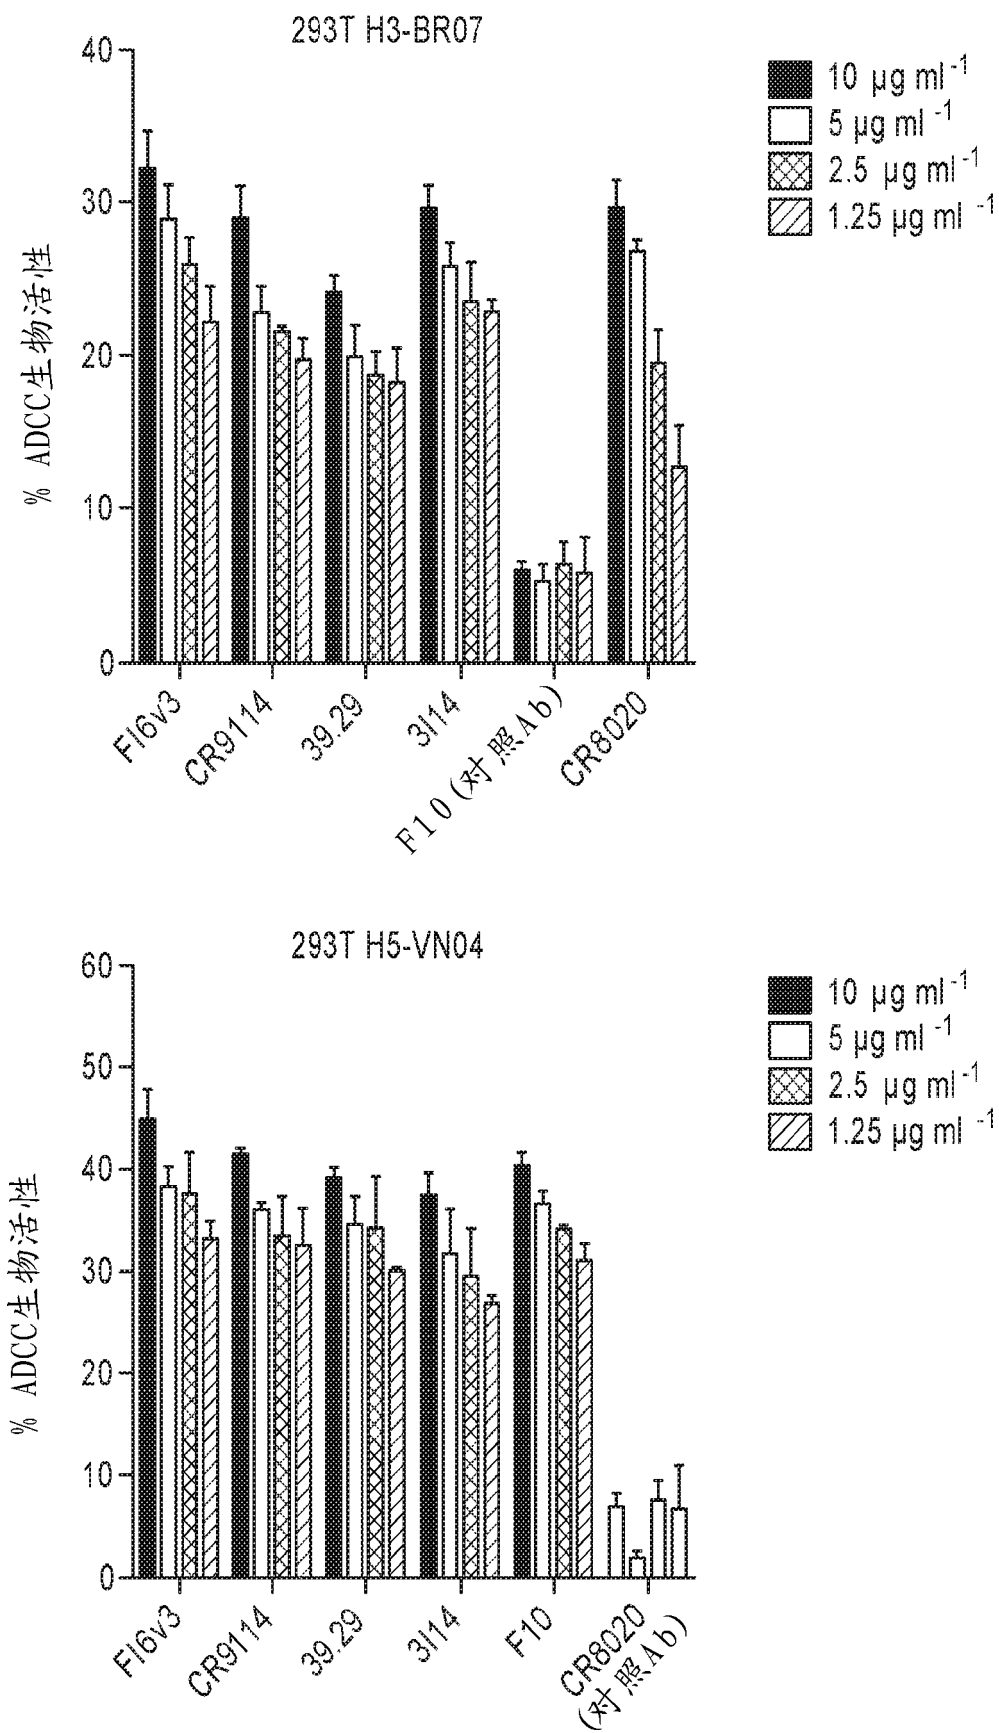 293T H3-BR07
40
30
20
10
0
% ADCC生物活性
10 µg ml⁻¹
5 µg ml⁻¹
2.5 µg ml⁻¹
1.25 µg ml⁻¹
FI6v3
CR9114
39.29
3I14
F10 (对照Ab)
CR8020
293T H5-VN04
60
50
40
30
20
10
0
% ADCC生物活性
10 µg ml⁻¹
5 µg ml⁻¹
2.5 µg ml⁻¹
1.25 µg ml⁻¹
FI6v3
CR9114
39.29
3I14
F10
CR8020
(对照Ab)